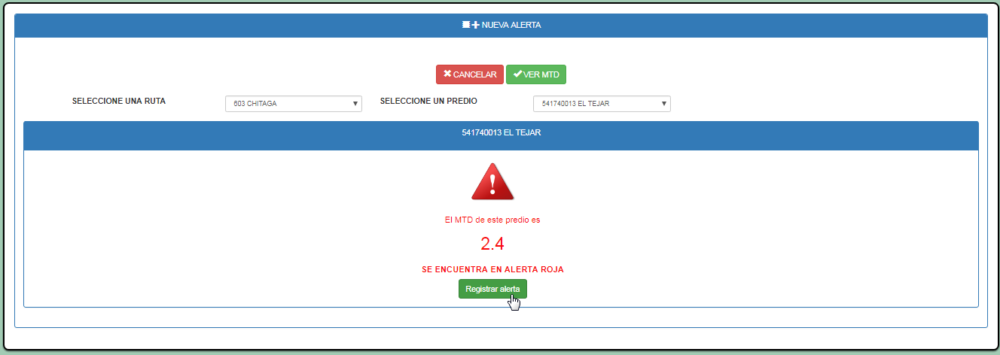 NUEVA ALERTA
CANCELAR VER MTD
SELECCIONE UNA RUTA 603 CHITAGA SELECCIONE UN PREDIO 541740013 EL TEJAR
541740013 EL TEJAR
El MTD de este predio es
2.4
SE ENCUENTRA EN ALERTA ROJA
Registrar alerta